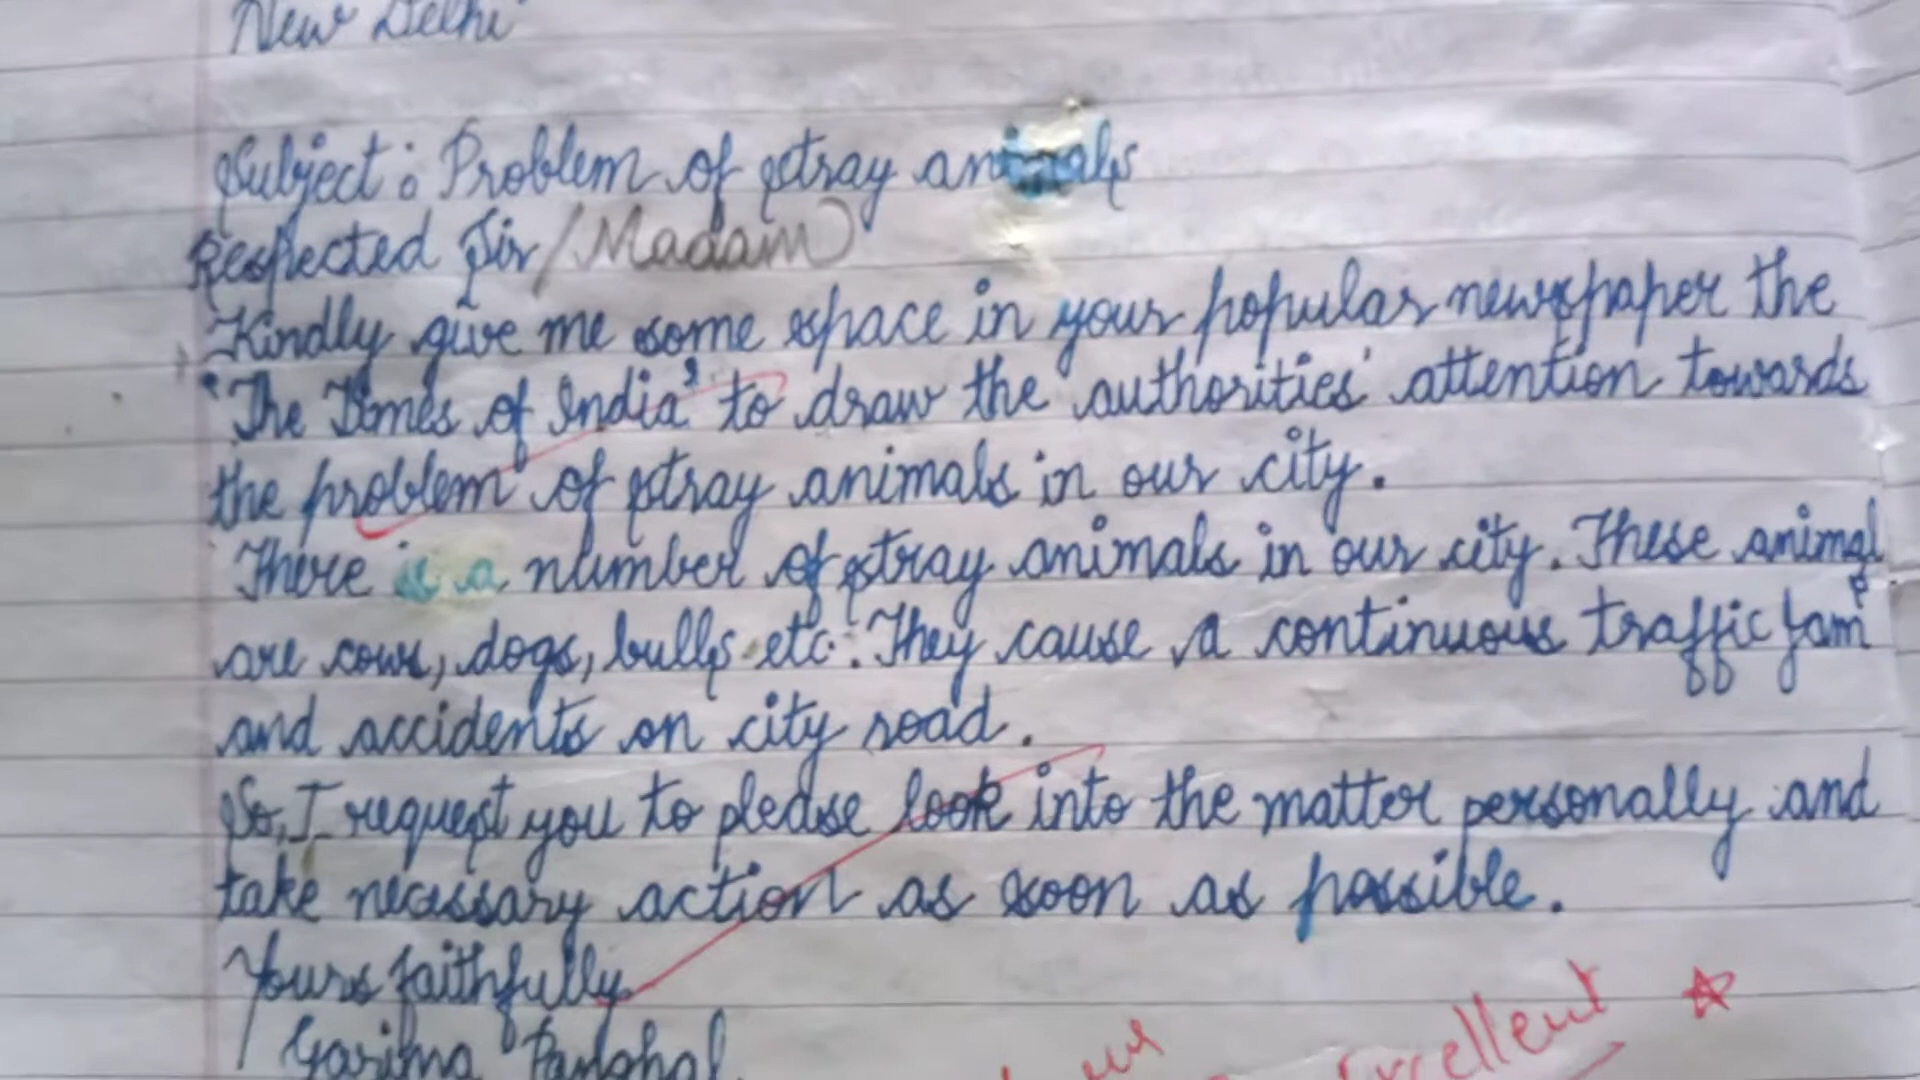 New Delhi
Subject : Problem of stray animals
Respected Sir / Madam
Kindly give me some space in your popular newspaper the
'The Times of India' to draw the authorities' attention towards
the problem of stray animals in our city.
There is a number of stray animals in our city. These animals
are cows, dogs, bulls etc. They cause a continuous traffic jam
and accidents on city road.
So, I request you to please look into the matter personally and
take necessary action as soon as possible.
Yours faithfully
Garima Panghal
Excellent